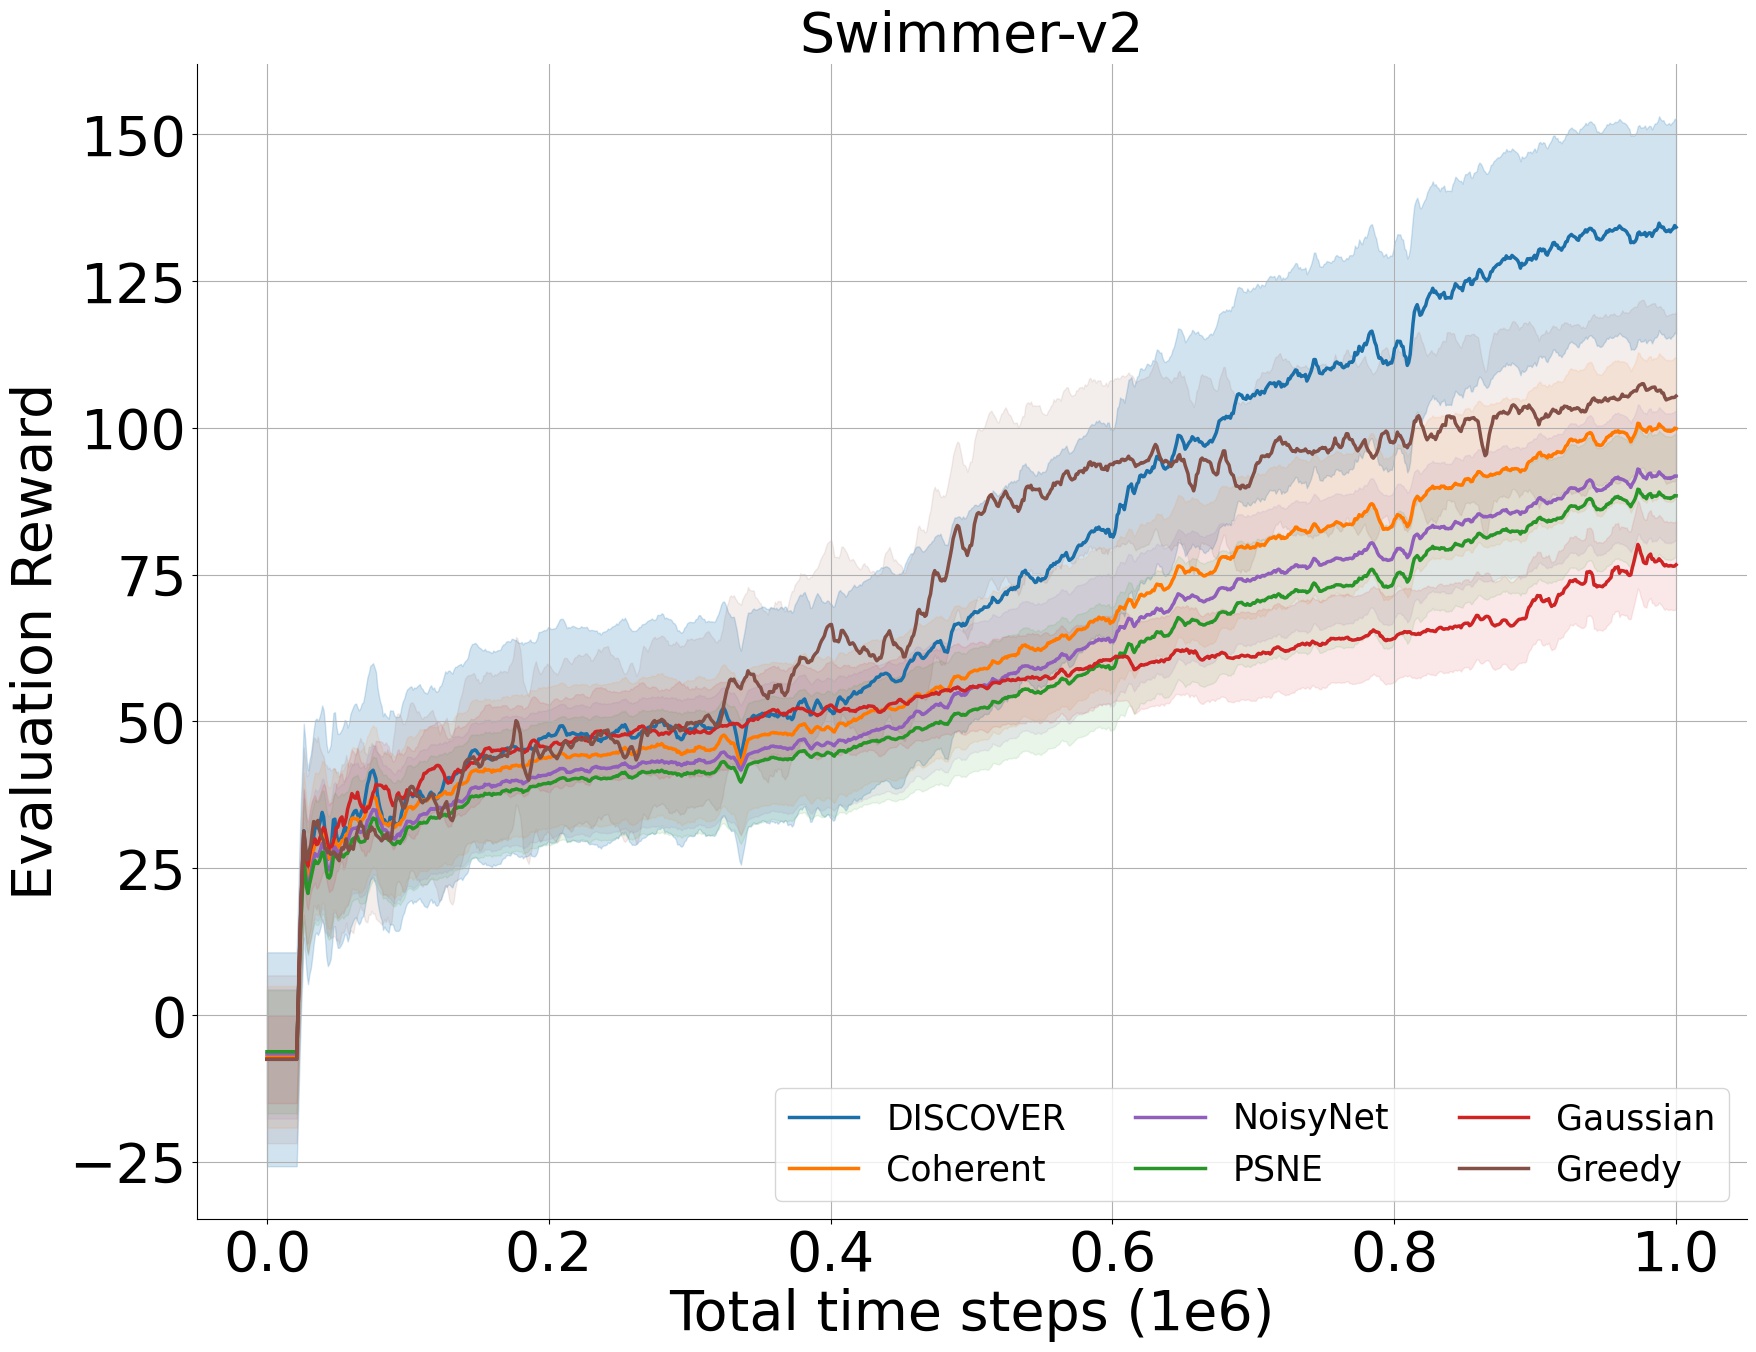 Swimmer-v2
Evaluation Reward
150
125
100
75
50
25
0
−25
DISCOVER
Coherent
NoisyNet
PSNE
Gaussian
Greedy
0.0 0.2 0.4 0.6 0.8 1.0
Total time steps (1e6)